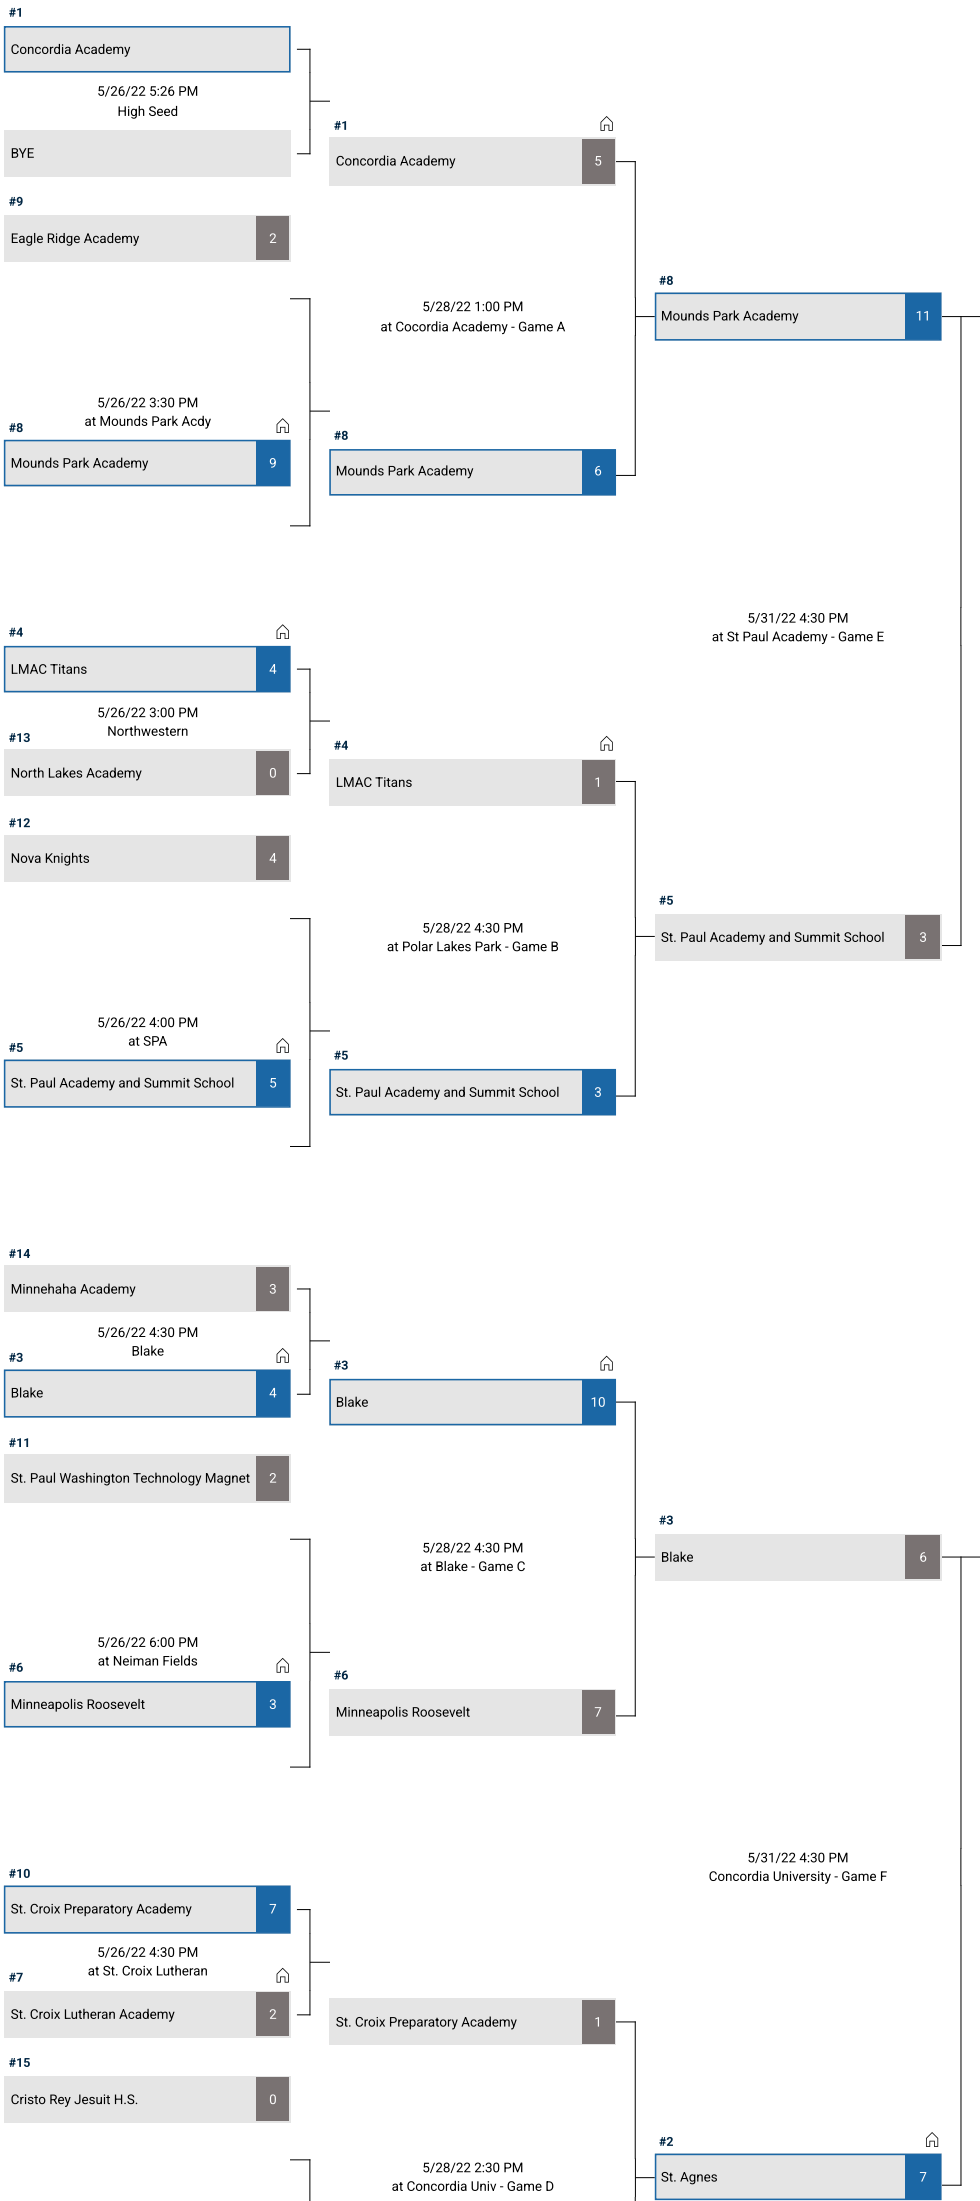 #1
Concordia Academy
5/26/22 5:26 PM
High Seed
BYE
#9
Eagle Ridge Academy 2
5/26/22 3:30 PM
at Mounds Park Acdy
#8
Mounds Park Academy 9
#4
LMAC Titans 4
5/26/22 3:00 PM
Northwestern
#13
North Lakes Academy 0
#12
Nova Knights 4
5/26/22 4:00 PM
at SPA
#5
St. Paul Academy and Summit School 5
#14
Minnehaha Academy 3
5/26/22 4:30 PM
Blake
#3
Blake 4
#11
St. Paul Washington Technology Magnet 2
5/26/22 6:00 PM
at Neiman Fields
#6
Minneapolis Roosevelt 3
#10
St. Croix Preparatory Academy 7
5/26/22 4:30 PM
at St. Croix Lutheran
#7
St. Croix Lutheran Academy 2
#15
Cristo Rey Jesuit H.S. 0
#1
Concordia Academy 5
5/28/22 1:00 PM
at Cocordia Academy - Game A
#8
Mounds Park Academy 6
#4
LMAC Titans 1
5/28/22 4:30 PM
at Polar Lakes Park - Game B
#5
St. Paul Academy and Summit School 3
#3
Blake 10
5/28/22 4:30 PM
at Blake - Game C
#6
Minneapolis Roosevelt 7
St. Croix Preparatory Academy 1
5/28/22 2:30 PM
at Concordia Univ - Game D
#8
Mounds Park Academy 11
5/31/22 4:30 PM
at St Paul Academy - Game E
#5
St. Paul Academy and Summit School 3
#3
Blake 6
5/31/22 4:30 PM
Concordia University - Game F
#2
St. Agnes 7